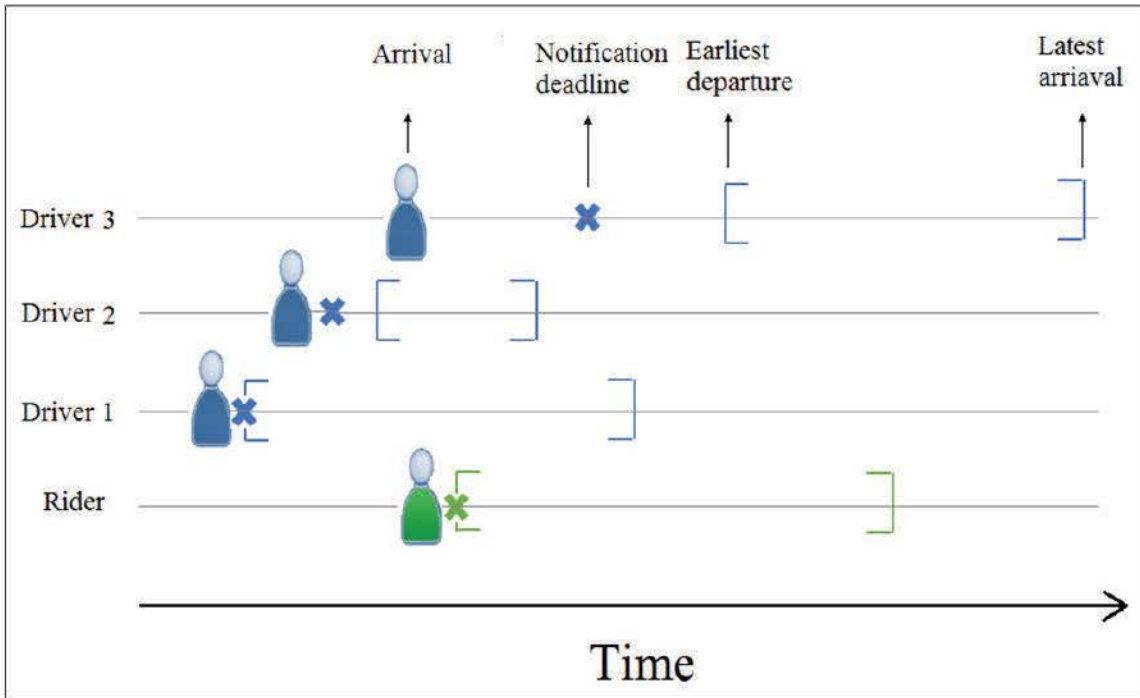 Arrival
Notification
deadline
Earliest
departure
Latest
arriaval
Driver 3
Driver 2
Driver 1
Rider
Time